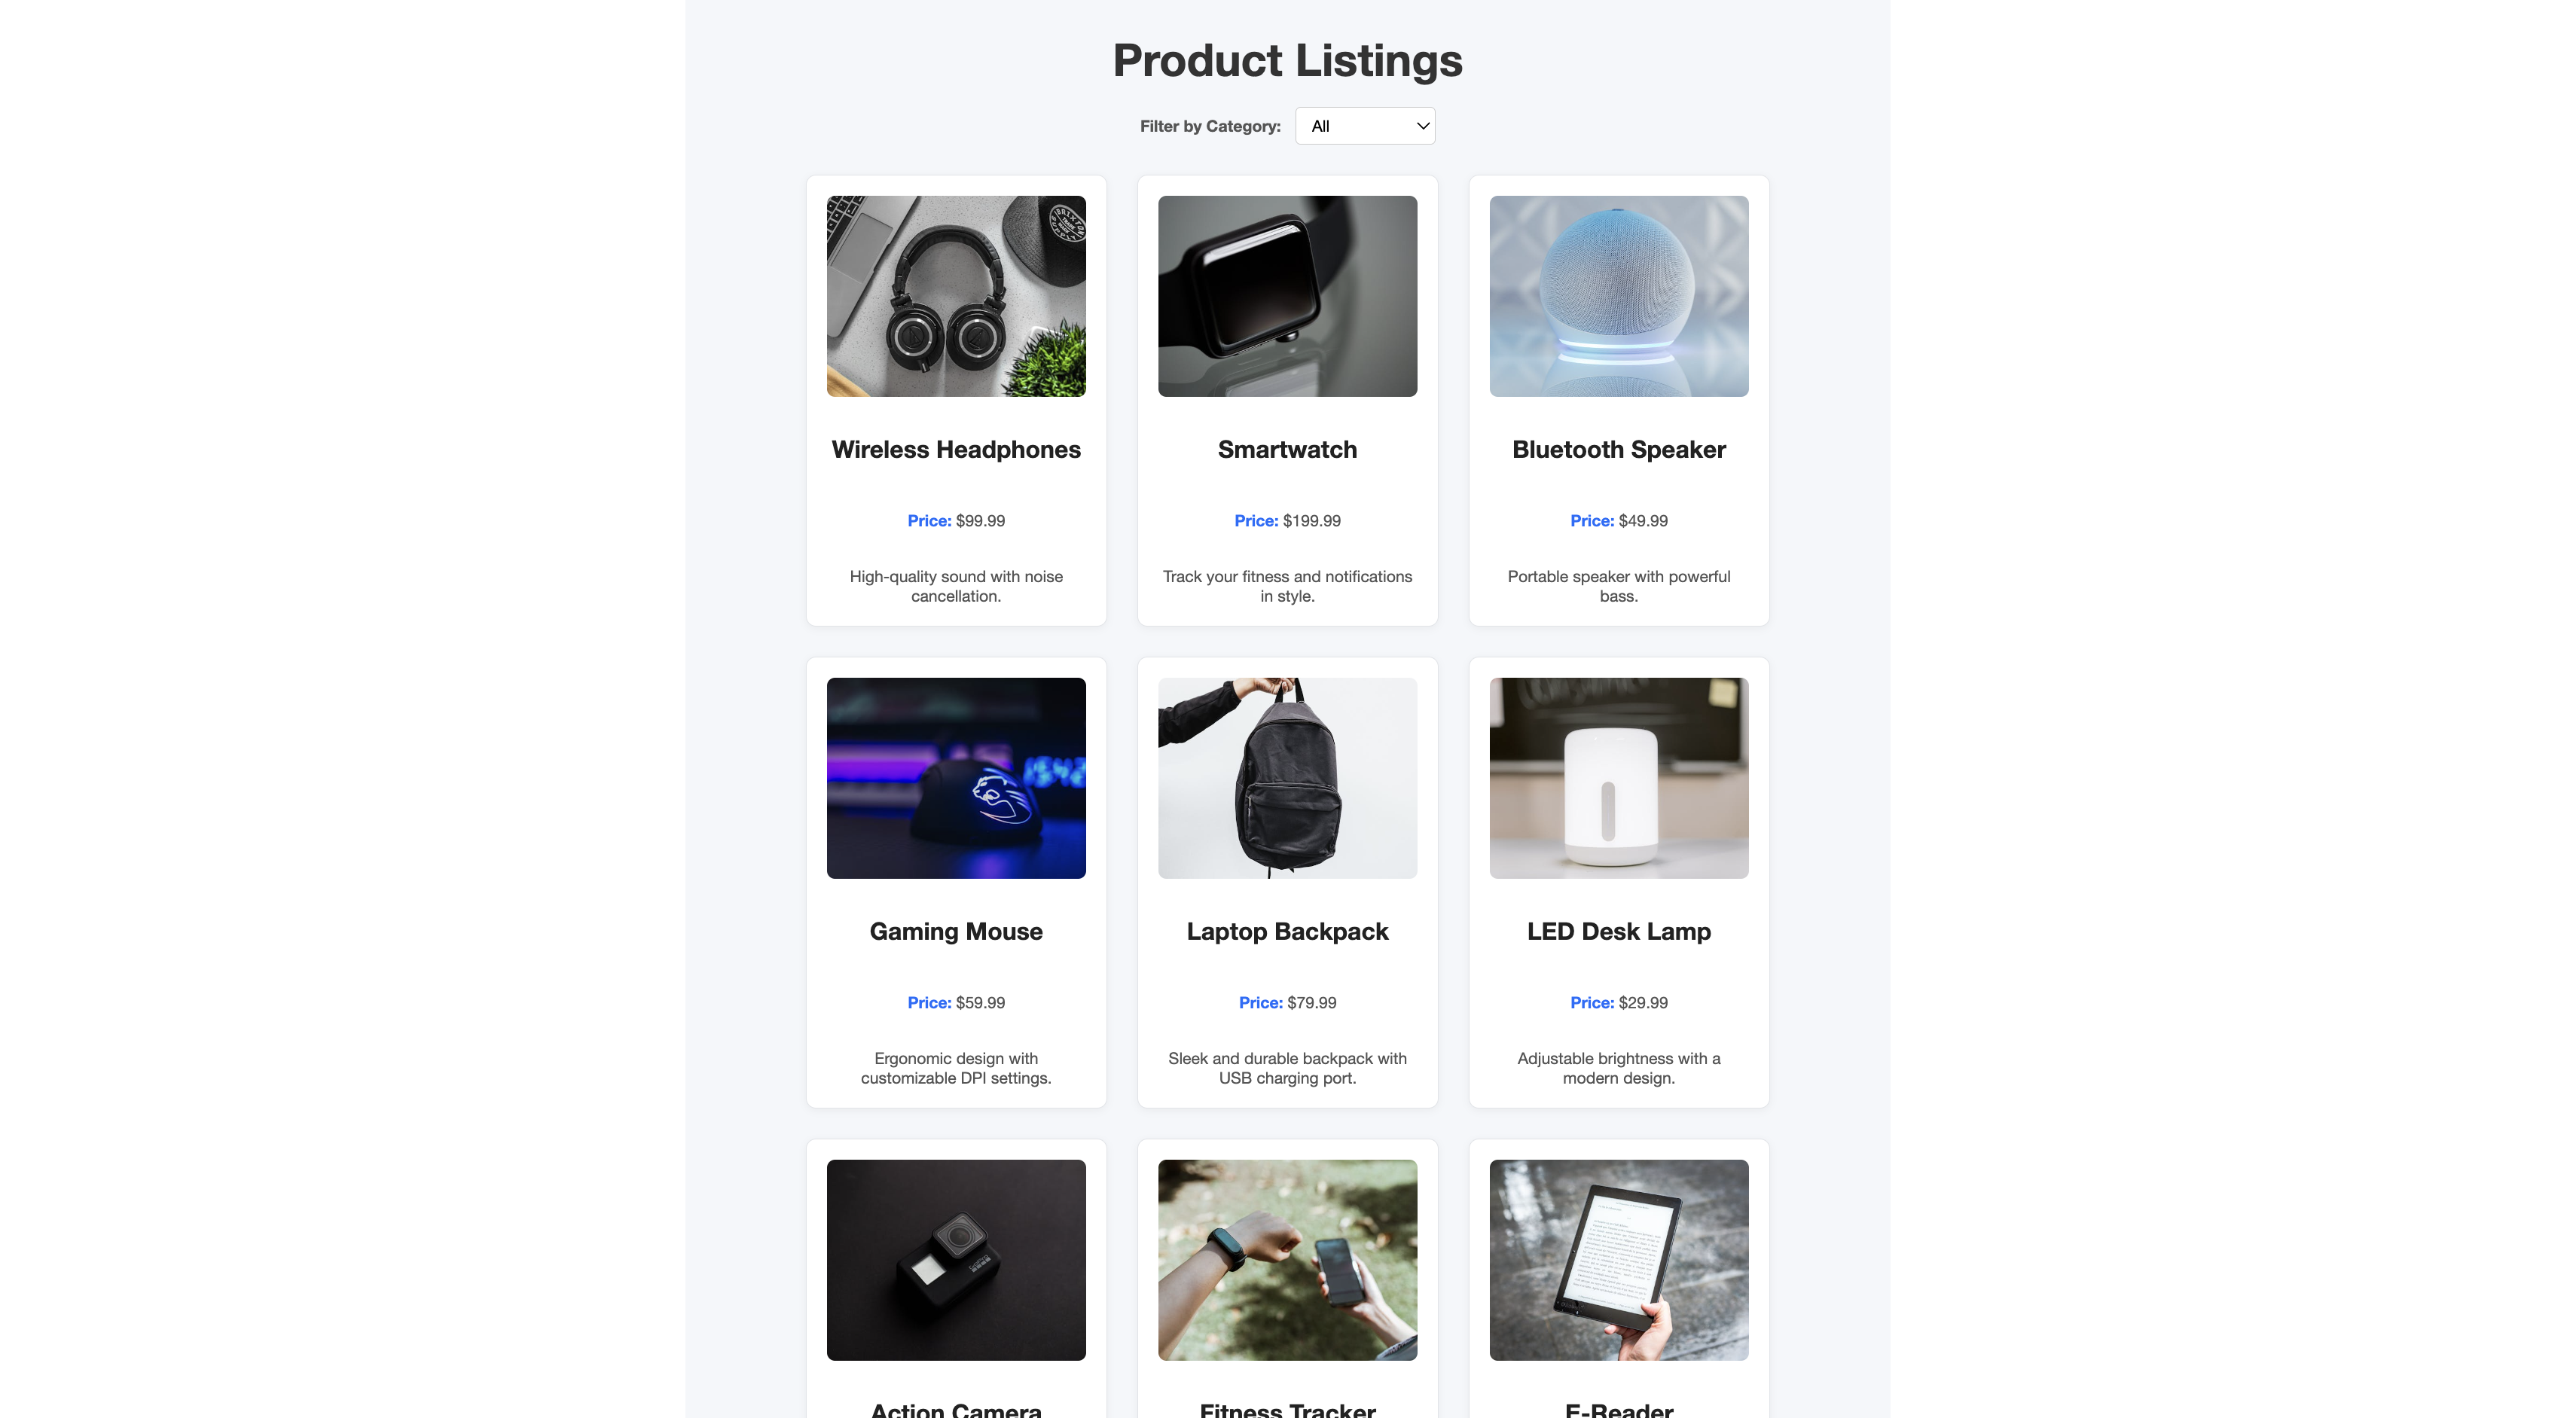 Product Listings
Filter by Category: All
Wireless Headphones
Price: $99.99
High-quality sound with noise
cancellation.
Smartwatch
Price: $199.99
Track your fitness and notifications
in style.
Bluetooth Speaker
Price: $49.99
Portable speaker with powerful
bass.
Gaming Mouse
Price: $59.99
Ergonomic design with
customizable DPI settings.
Laptop Backpack
Price: $79.99
Sleek and durable backpack with
USB charging port.
LED Desk Lamp
Price: $29.99
Adjustable brightness with a
modern design.
Action Camera
Fitness Tracker
E-Reader